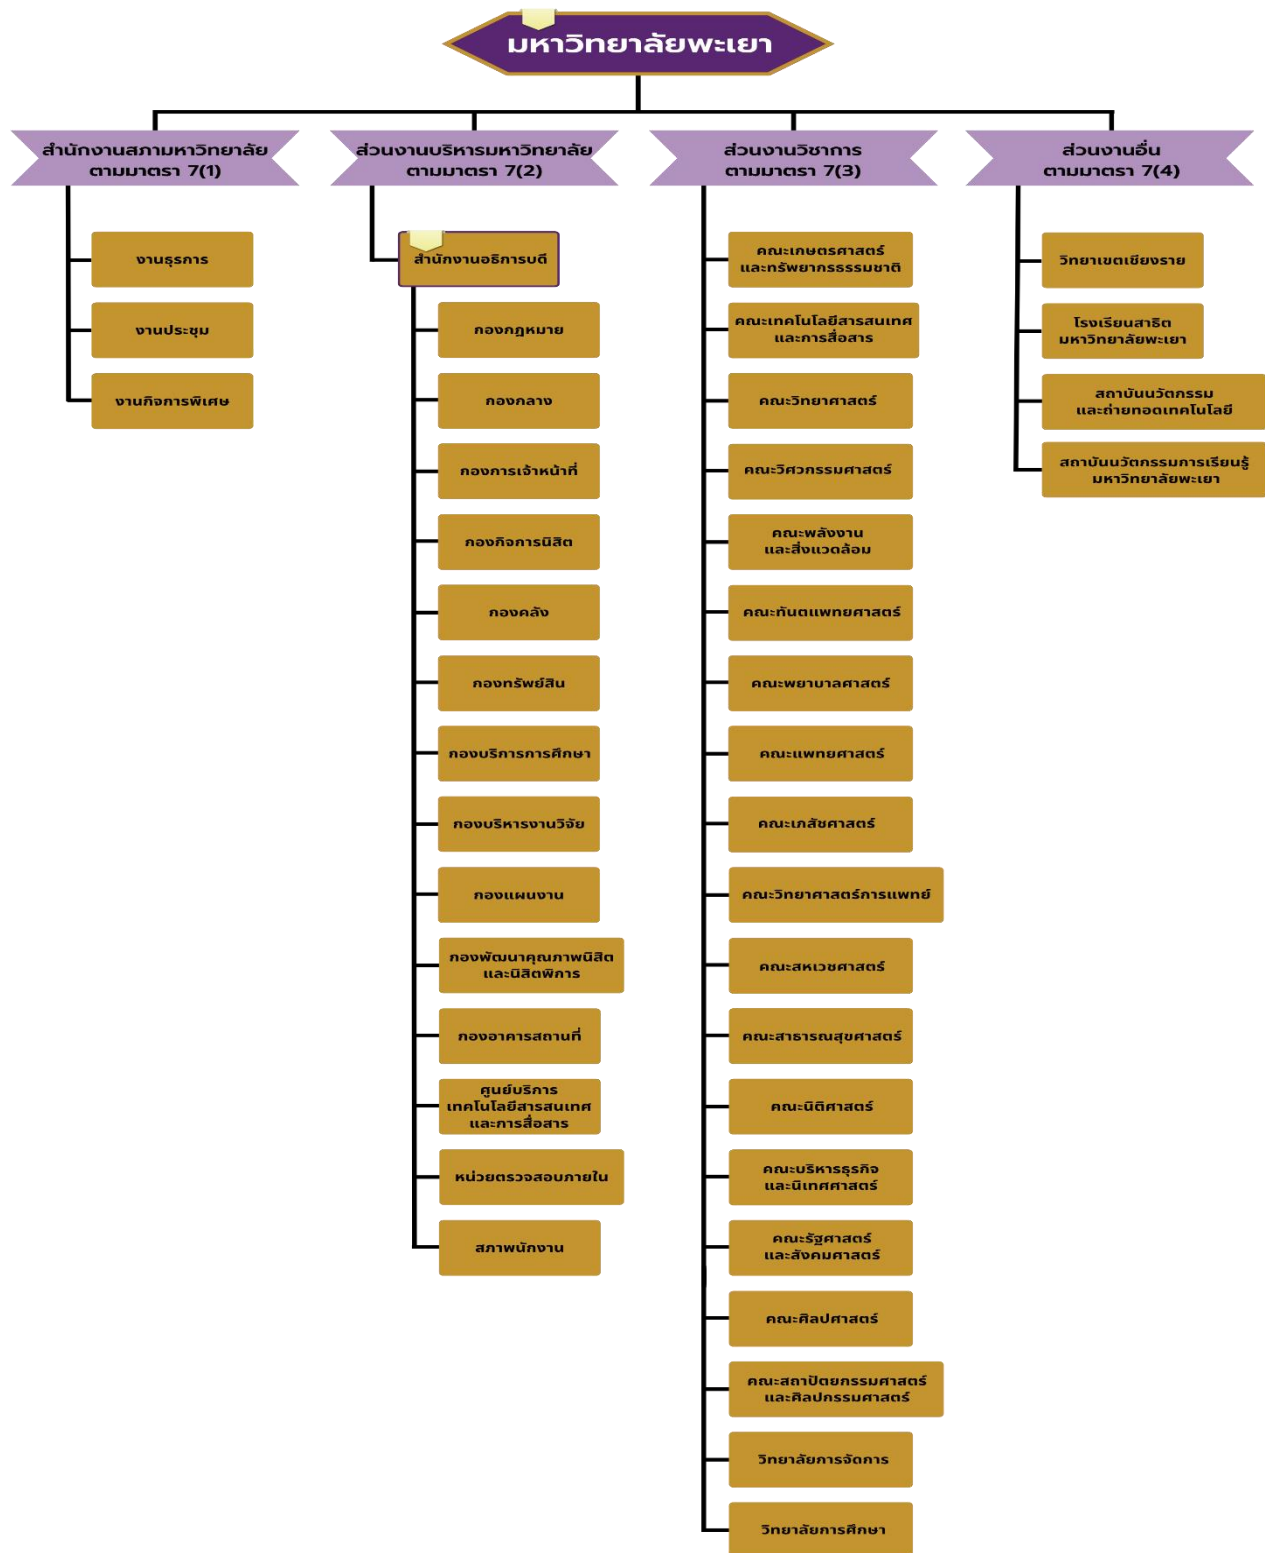 มหาวิทยาลัยพะเยา
สำนักงานสภามหาวิทยาลัย
ตามมาตรา 7(1)
งานธุรการ
งานประชุม
งานกิจการพิเศษ
ส่วนงานบริหารมหาวิทยาลัย
ตามมาตรา 7(2)
สำนักงานอธิการบดี
กองกฎหมาย
กองกลาง
กองการเจ้าหน้าที่
กองกิจการนิสิต
กองคลัง
กองทรัพย์สิน
กองบริการการศึกษา
กองบริหารงานวิจัย
กองแผนงาน
กองพัฒนาคุณภาพนิสิต
และนิสิตพิการ
กองอาคารสถานที่
ศูนย์บริการ
เทคโนโลยีสารสนเทศ
และการสื่อสาร
หน่วยตรวจสอบภายใน
สภาพนักงาน
ส่วนงานวิชาการ
ตามมาตรา 7(3)
คณะเกษตรศาสตร์
และทรัพยากรธรรมชาติ
คณะเทคโนโลยีสารสนเทศ
และการสื่อสาร
คณะวิทยาศาสตร์
คณะวิศวกรรมศาสตร์
คณะพลังงาน
และสิ่งแวดล้อม
คณะทันตแพทยศาสตร์
คณะพยาบาลศาสตร์
คณะแพทยศาสตร์
คณะเภสัชศาสตร์
คณะวิทยาศาสตร์การแพทย์
คณะสหเวชศาสตร์
คณะสาธารณสุขศาสตร์
คณะนิติศาสตร์
คณะบริหารธุรกิจ
และนิเทศศาสตร์
คณะรัฐศาสตร์
และสังคมศาสตร์
คณะศิลปศาสตร์
คณะสถาปัตยกรรมศาสตร์
และศิลปกรรมศาสตร์
วิทยาลัยการจัดการ
วิทยาลัยการศึกษา
ส่วนงานอื่น
ตามมาตรา 7(4)
วิทยาเขตเชียงราย
โรงเรียนสาธิต
มหาวิทยาลัยพะเยา
สถาบันนวัตกรรม
และถ่ายทอดเทคโนโลยี
สถาบันนวัตกรรมการเรียนรู้
มหาวิทยาลัยพะเยา